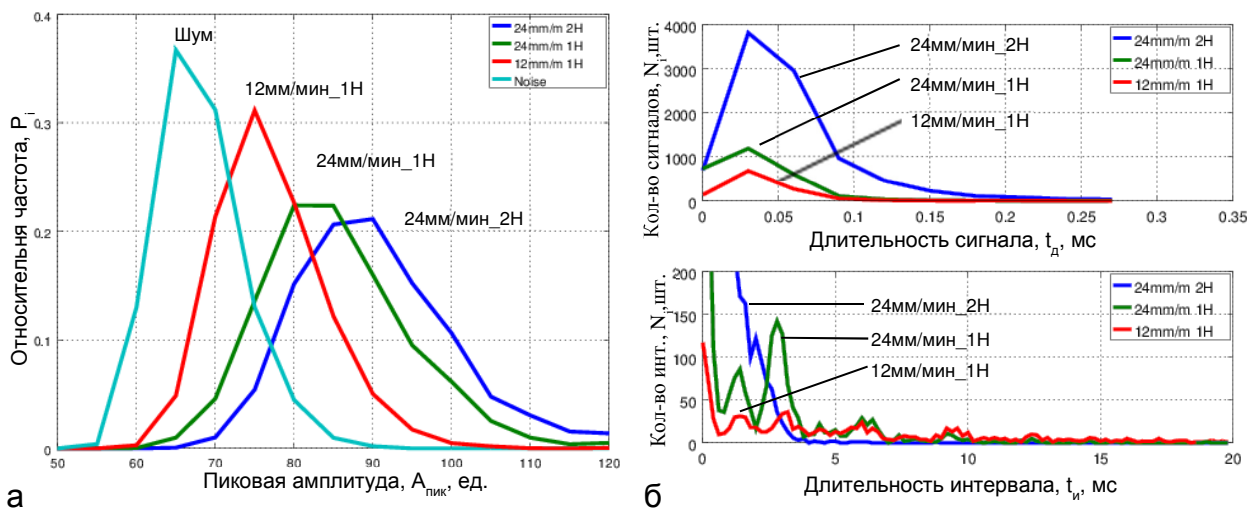 0.4
0.3
0.2
0.1
0
50
60
70
80
90
100
110
120
Относительня частота, Pᵢ
Пиковая амплитуда, Aпик, ед.
24mm/m 2H
24mm/m 1H
12mm/m 1H
Noise
Шум
12мм/мин_1Н
24мм/мин_1Н
24мм/мин_2Н
а
4000
3000
2000
1000
0
0
0.05
0.1
0.15
0.2
0.25
0.3
0.35
Кол-во сигналов, Nᵢ,шт.
Длительность сигнала, tд, мс
24mm/m 2H
24mm/m 1H
12mm/m 1H
24мм/мин_2Н
24мм/мин_1Н
12мм/мин_1Н
200
150
100
50
0
0
5
10
15
20
Кол-во инт., Nᵢ,шт.
Длительность интервала, tи, мс
24mm/m 2H
24mm/m 1H
12mm/m 1H
24мм/мин_2Н
24мм/мин_1Н
12мм/мин_1Н
б